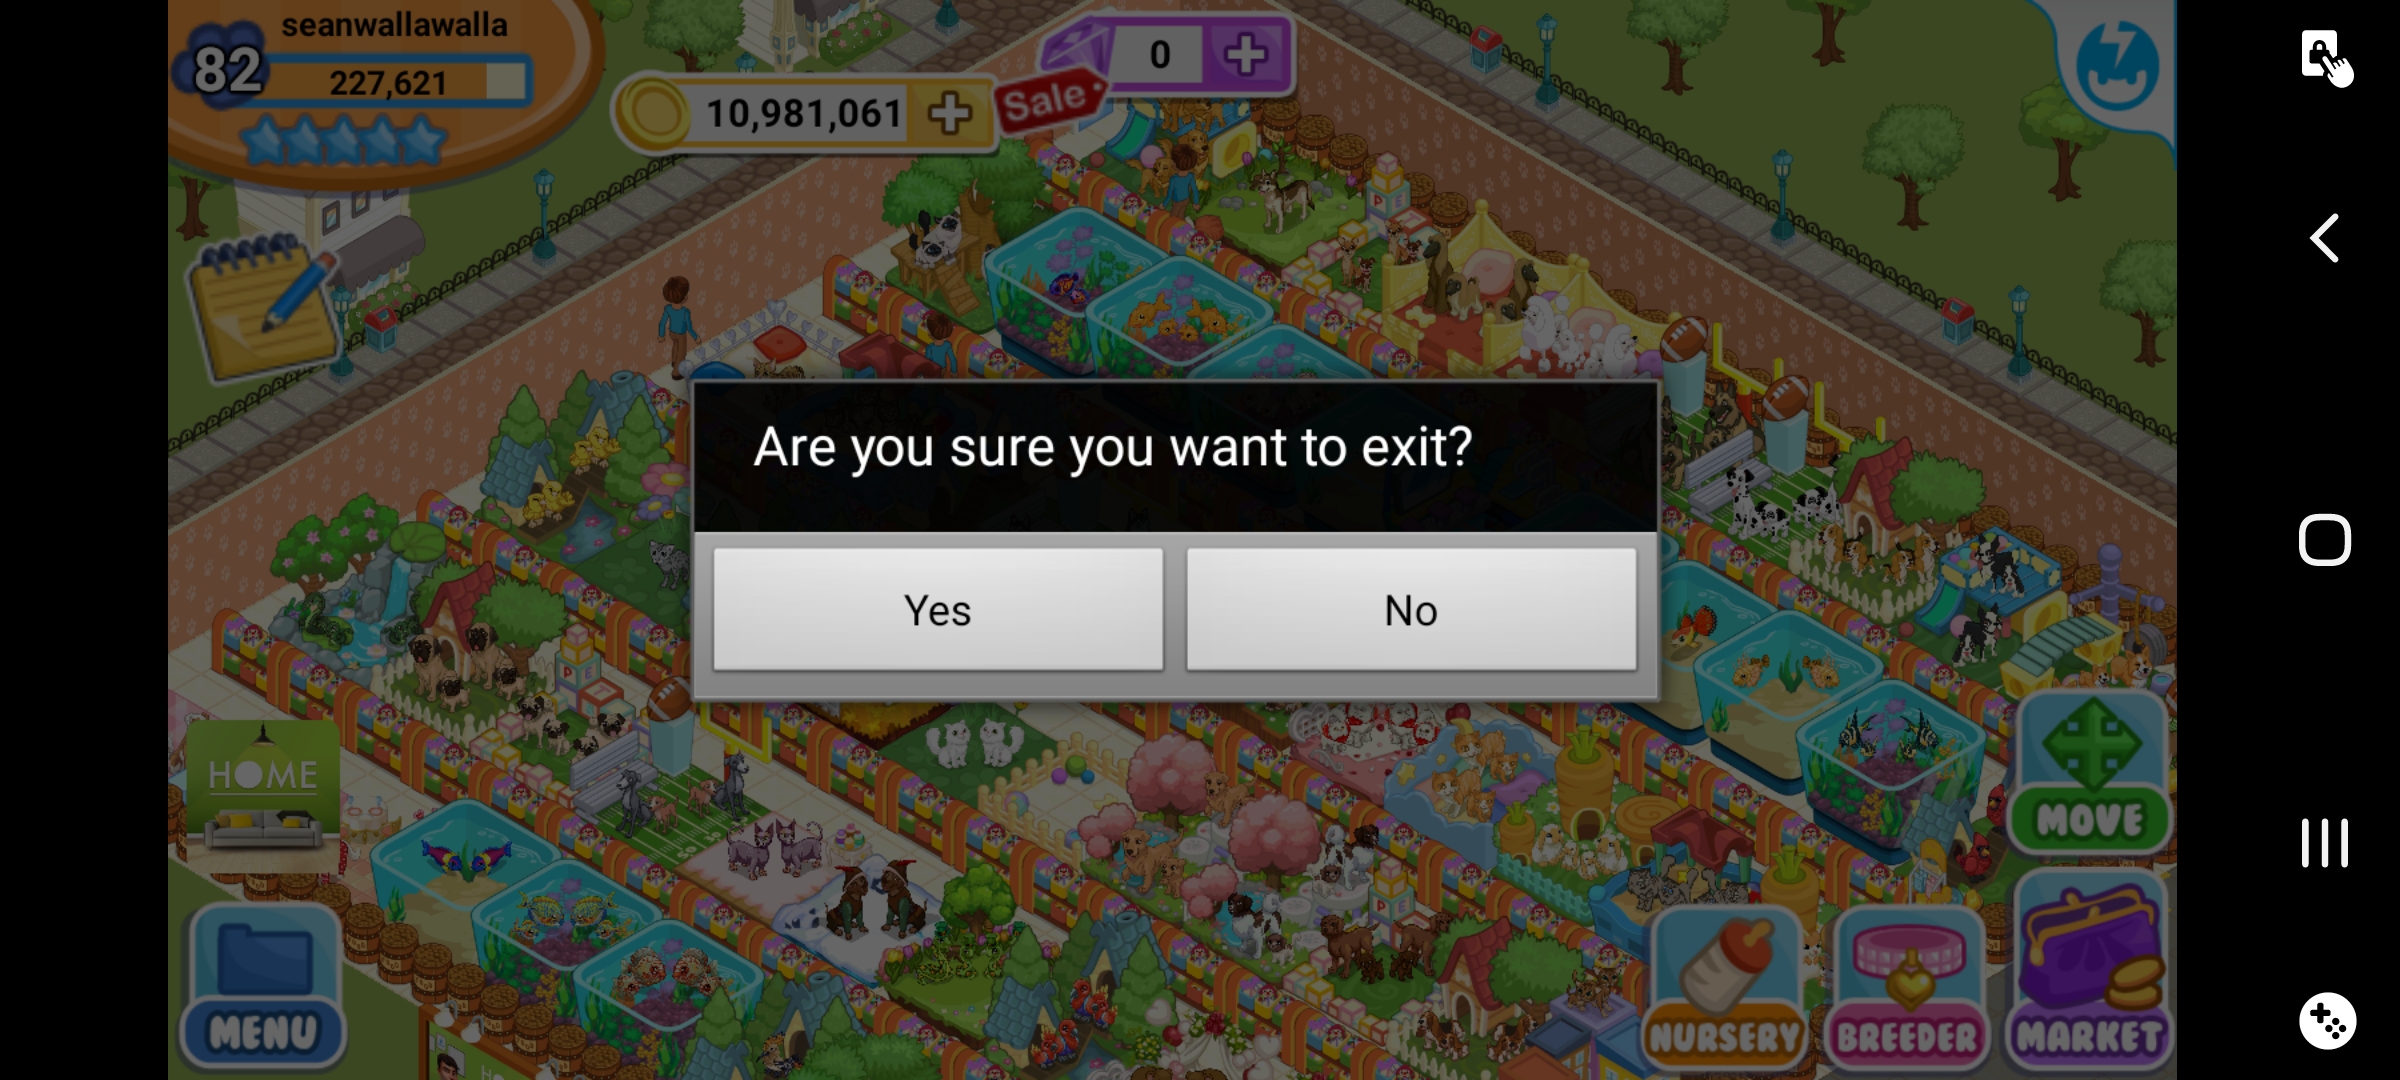 seanwallawalla
82
227,621
0
10,981,061
Sale
Are you sure you want to exit?
Yes
No
HOME
MOVE
MENU
NURSERY
BREEDER
MARKET